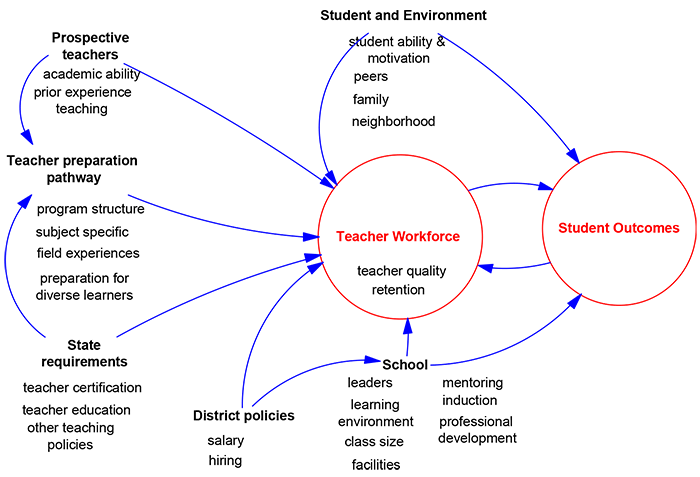 Student and Environment
student ability &
motivation
peers
family
neighborhood
Prospective
teachers
academic ability
prior experience
teaching
Teacher preparation
pathway
program structure
subject specific
field experiences
preparation for
diverse learners
Teacher Workforce
teacher quality
retention
Student Outcomes
State
requirements
teacher certification
teacher education
other teaching
policies
District policies
salary
hiring
School
leaders
learning
environment
class size
facilities
mentoring
induction
professional
development